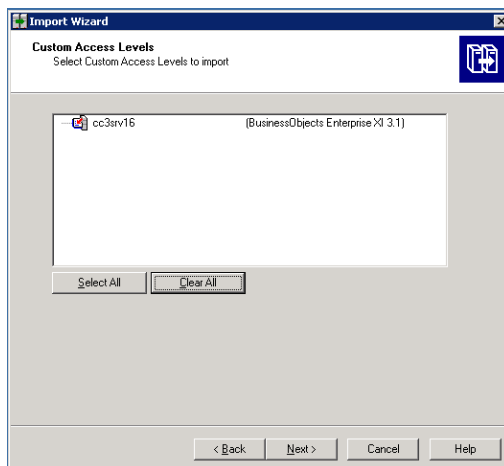 Import Wizard
Custom Access Levels
Select Custom Access Levels to import
cc3srv16 (BusinessObjects Enterprise XI 3.1)
Select All Clear All
< Back Next > Cancel Help